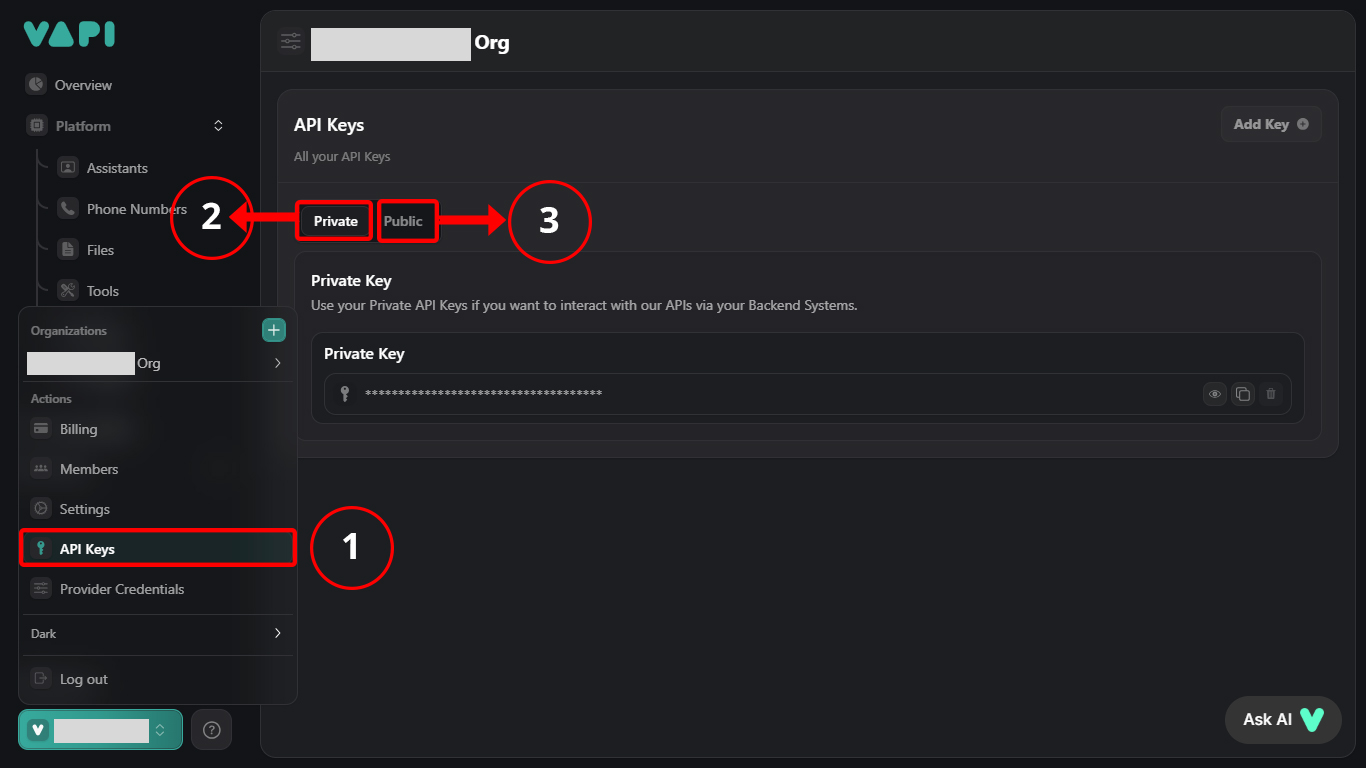 VAPI
Overview
Platform
Assistants
Phone Numbers
Files
Tools
Organizations
Org
Actions
Billing
Members
Settings
API Keys
Provider Credentials
Dark
Log out
?
1
2
3
Org
API Keys
Add Key
All your API Keys
Private Public
Private Key
Use your Private API Keys if you want to interact with our APIs via your Backend Systems.
Private Key
************************************
Ask AI